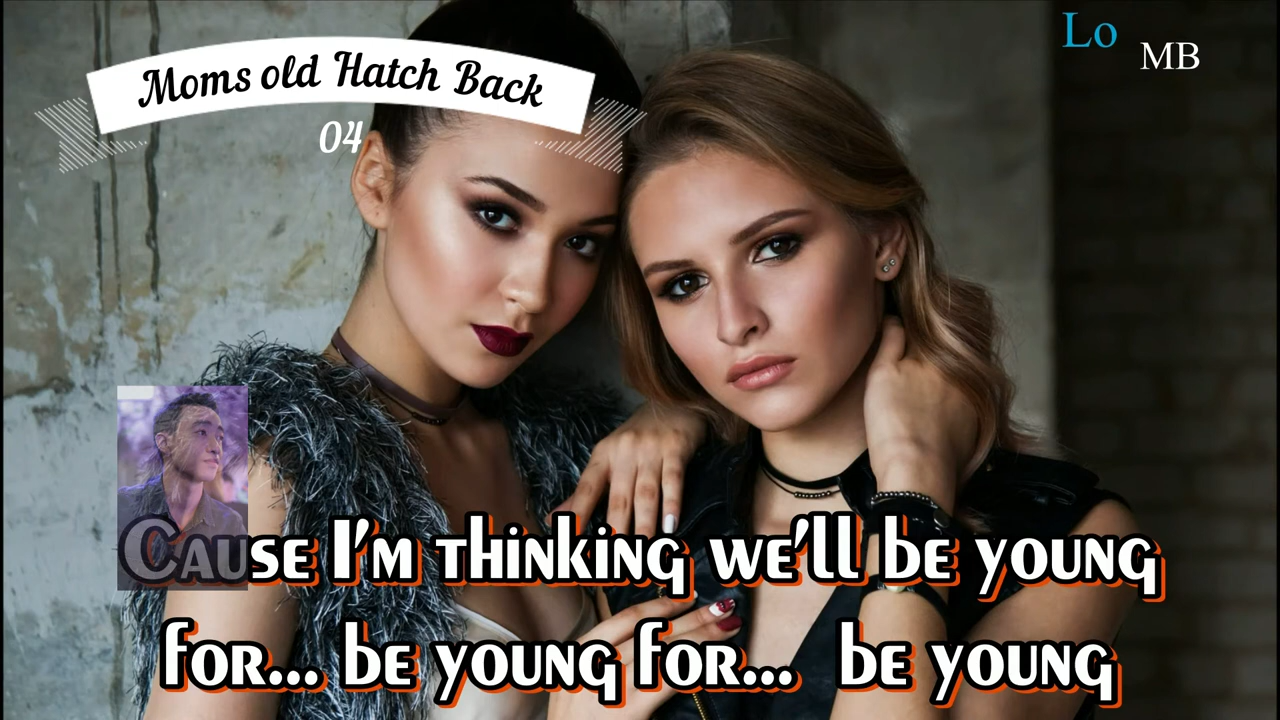 Moms old Hatch Back
04
Lo
MB
Cause I'm thinking we'll be young
for... be young for... be young